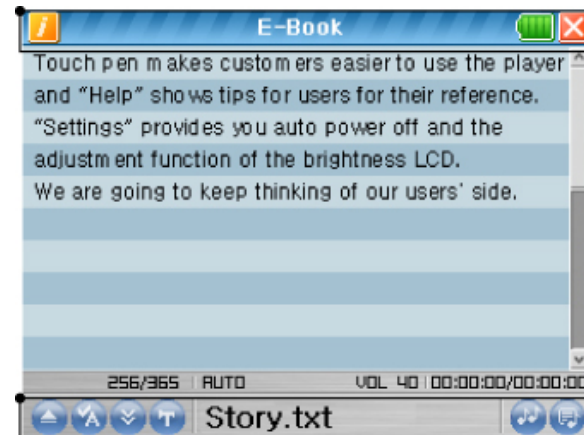 E-Book
Touch pen makes customers easier to use the player
and “Help” shows tips for users for their reference.
“Settings” provides you auto power off and the
adjustment function of the brightness LCD.
We are going to keep thinking of our users' side.
256/365 AUTO VOL 40 00:00:00/00:00:00
Story.txt